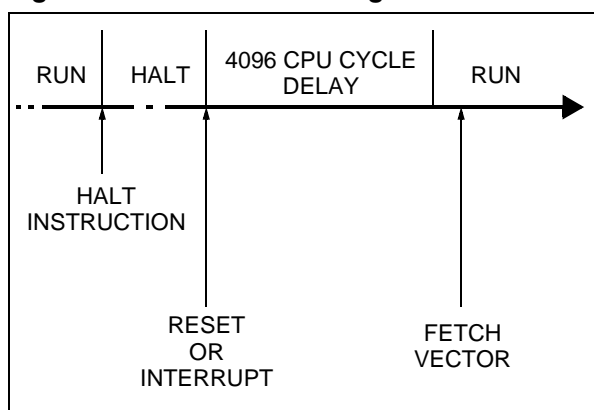 RUN
HALT
4096 CPU CYCLE
DELAY
RUN
HALT
INSTRUCTION
RESET
OR
INTERRUPT
FETCH
VECTOR